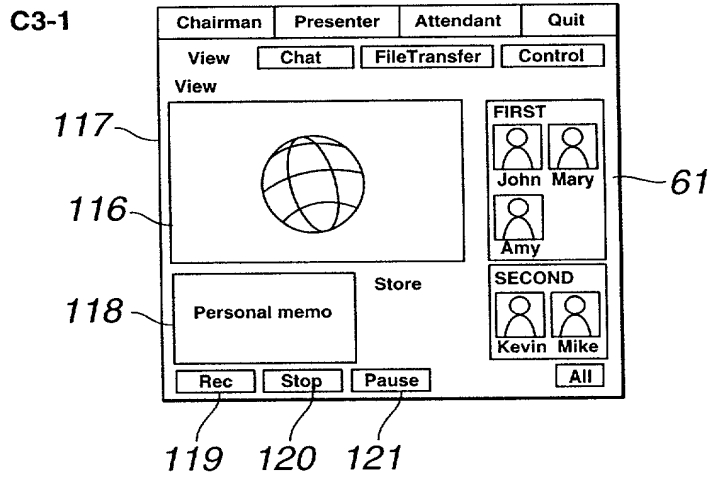 C3-1
Chairman Presenter Attendant Quit
View Chat FileTransfer Control
View
117
FIRST
John Mary
61
116
Amy
Store
SECOND
118
Personal memo
Kevin Mike
Rec Stop Pause All
119 120 121